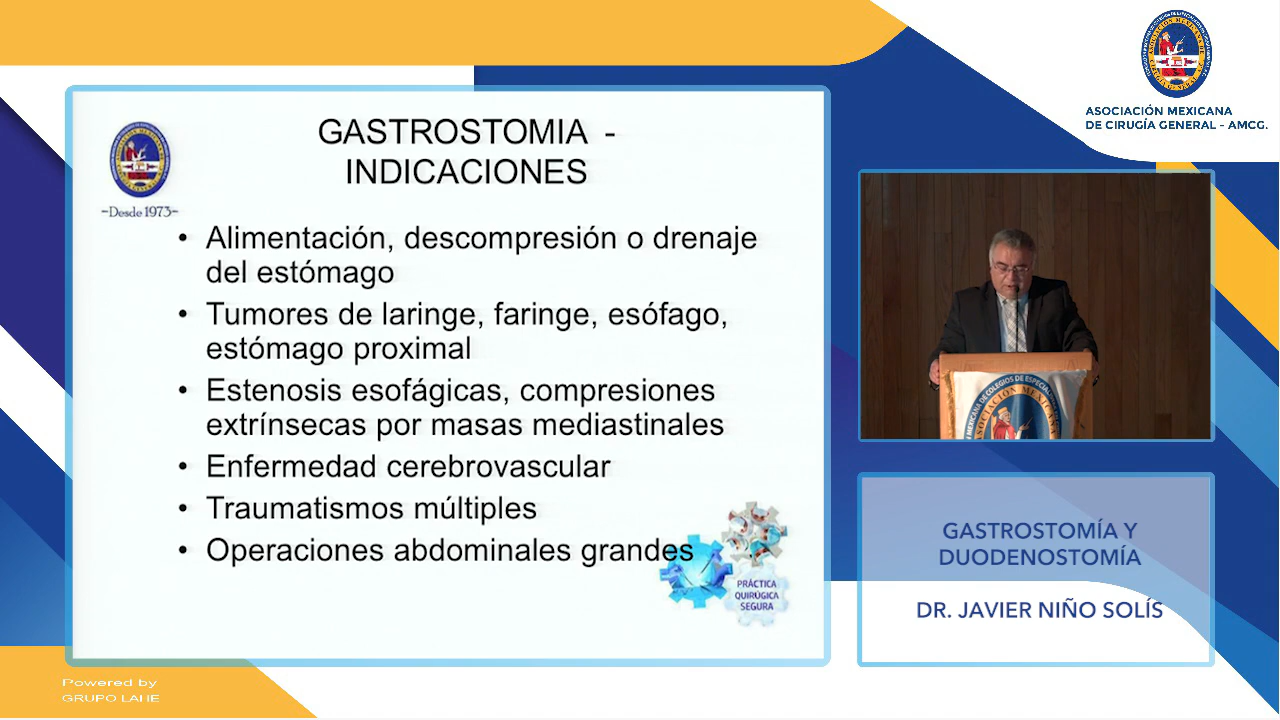 GASTROSTOMIA -
INDICACIONES
-Desde 1973-
• Alimentación, descompresión o drenaje
del estómago
• Tumores de laringe, faringe, esófago,
estómago proximal
• Estenosis esofágicas, compresiones
extrínsecas por masas mediastinales
• Enfermedad cerebrovascular
• Traumatismos múltiples
• Operaciones abdominales grandes
PRÁCTICA
QUIRÚGICA
SEGURA
ASOCIACIÓN MEXICANA
DE CIRUGÍA GENERAL - AMCG.
GASTROSTOMÍA Y
DUODENOSTOMÍA
DR. JAVIER NIÑO SOLÍS
Powered by
GRUPO LAHE